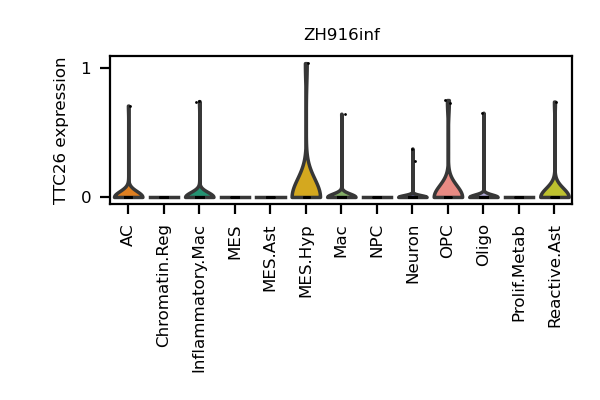 ZH916inf
TTC26 expression
1
0
AC
Chromatin.Reg
Inflammatory.Mac
MES
MES.Ast
MES.Hyp
Mac
NPC
Neuron
OPC
Oligo
Prolif.Metab
Reactive.Ast